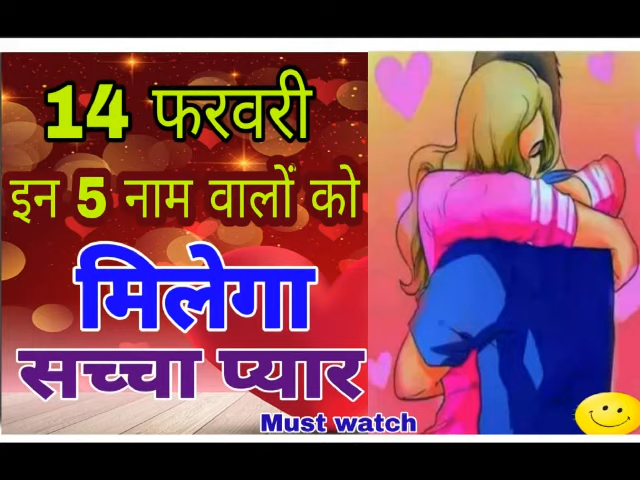 14 फरवरी
इन 5 नाम वालों को
मिलेगा
सच्चा प्यार
Must watch